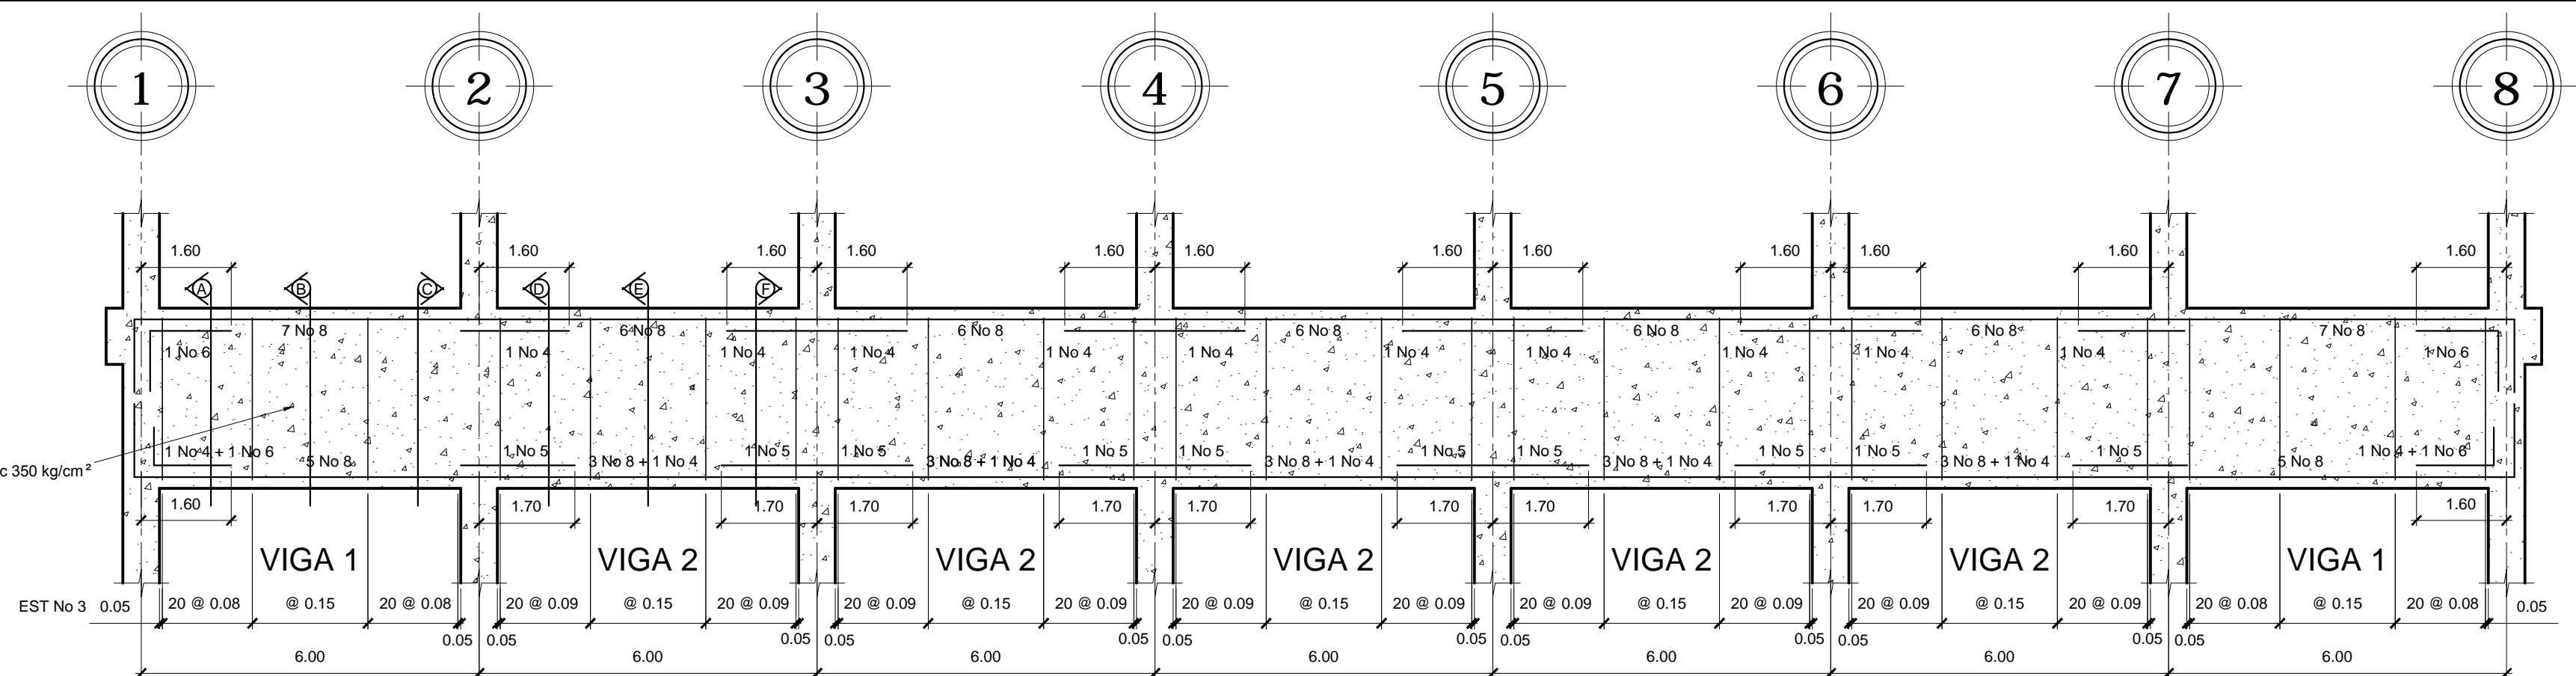 1 2 3 4 5 6 7 8
1.60 1.60 1.60 1.60 1.60 1.60 1.60 1.60 1.60 1.60 1.60 1.60
A B C D E F
7 No 8 6 No 8 6 No 8 6 No 8 6 No 8 6 No 8 7 No 8
1 No 6 1 No 4 1 No 4 1 No 4 1 No 4 1 No 4 1 No 4 1 No 4 1 No 4 1 No 4 1 No 4 1 No 6
1 No 4 + 1 No 6 1 No 5 1 No 5 1 No 5 1 No 5 1 No 5 1 No 5 1 No 5 1 No 5 1 No 5 1 No 5 1 No 4 + 1 No 6
5 No 8 3 No 8 + 1 No 4 3 No 8 + 1 No 4 3 No 8 + 1 No 4 3 No 8 + 1 No 4 3 No 8 + 1 No 4 5 No 8
c 350 kg/cm²
1.60 1.70 1.70 1.70 1.70 1.70 1.70 1.70 1.70 1.70 1.70 1.60
VIGA 1 VIGA 2 VIGA 2 VIGA 2 VIGA 2 VIGA 2 VIGA 1
EST No 3 0.05 20 @ 0.08 @ 0.15 20 @ 0.08 20 @ 0.09 @ 0.15 20 @ 0.09 20 @ 0.09 @ 0.15 20 @ 0.09 20 @ 0.09 @ 0.15 20 @ 0.09 20 @ 0.09 @ 0.15 20 @ 0.09 20 @ 0.09 @ 0.15 20 @ 0.09 20 @ 0.08 @ 0.15 20 @ 0.08 0.05
0.05 0.05 0.05 0.05 0.05 0.05 0.05 0.05 0.05 0.05 0.05 0.05
6.00 6.00 6.00 6.00 6.00 6.00 6.00